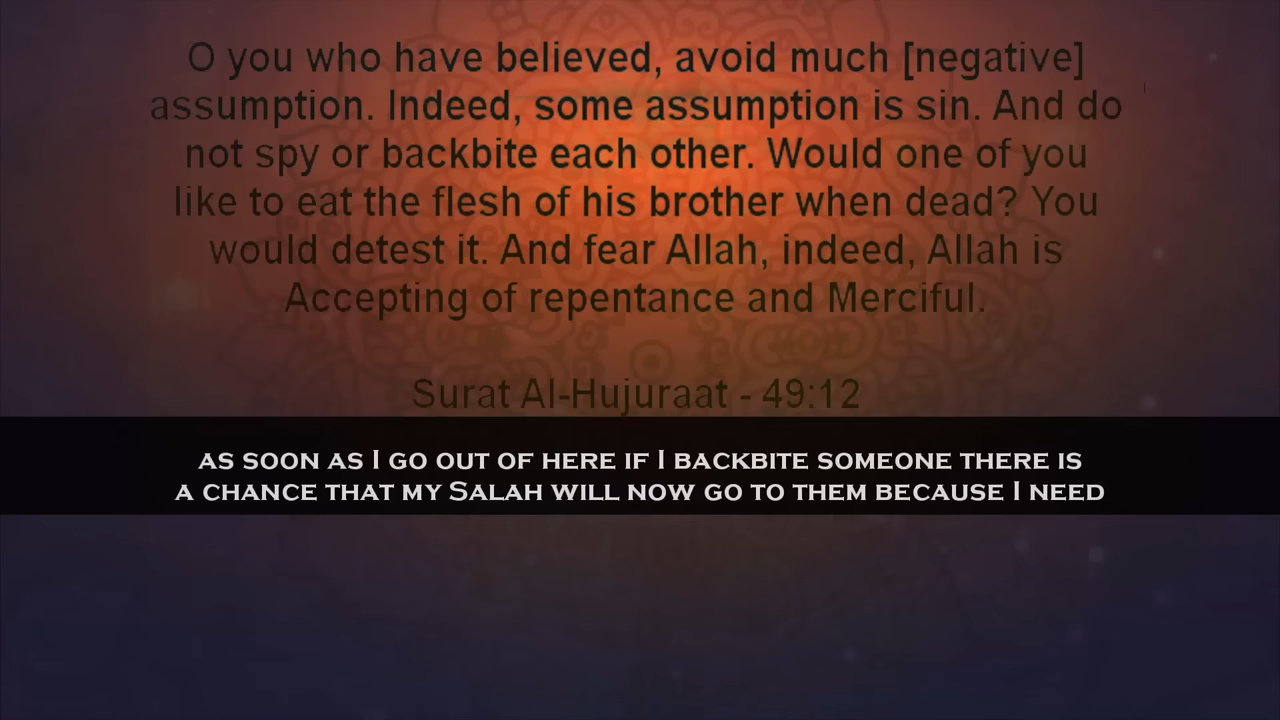 O you who have believed, avoid much [negative]
assumption. Indeed, some assumption is sin. And do
not spy or backbite each other. Would one of you
like to eat the flesh of his brother when dead? You
would detest it. And fear Allah, indeed, Allah is
Accepting of repentance and Merciful.
Surat Al-Hujuraat - 49:12
AS SOON AS I GO OUT OF HERE IF I BACKBITE SOMEONE THERE IS
A CHANCE THAT MY SALAH WILL NOW GO TO THEM BECAUSE I NEED